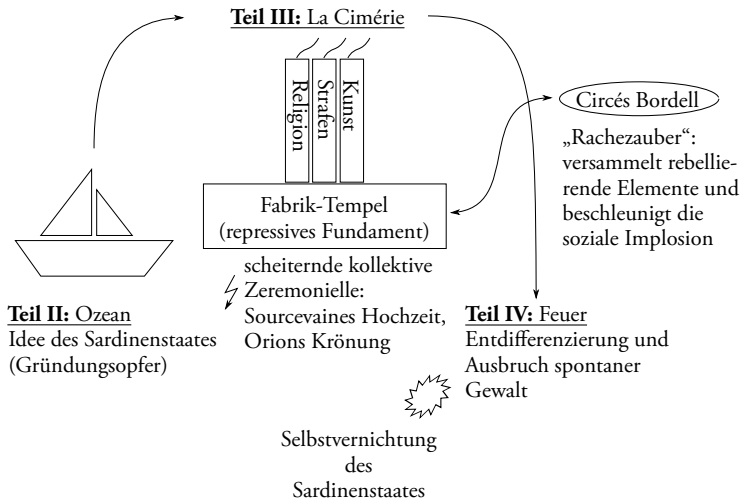 Teil III: La Cimérie
Religion
Strafen
Kunst
Circés Bordell
„Rachezauber“:
versammelt rebellie-
rende Elemente und
beschleunigt die
soziale Implosion
Fabrik-Tempel
(repressives Fundament)
scheiternde kollektive
Zeremonielle:
Sourcevaines Hochzeit,
Orions Krönung
Teil II: Ozean
Idee des Sardinenstaates
(Gründungsopfer)
Teil IV: Feuer
Entdifferenzierung und
Ausbruch spontaner
Gewalt
Selbstvernichtung
des
Sardinenstaates